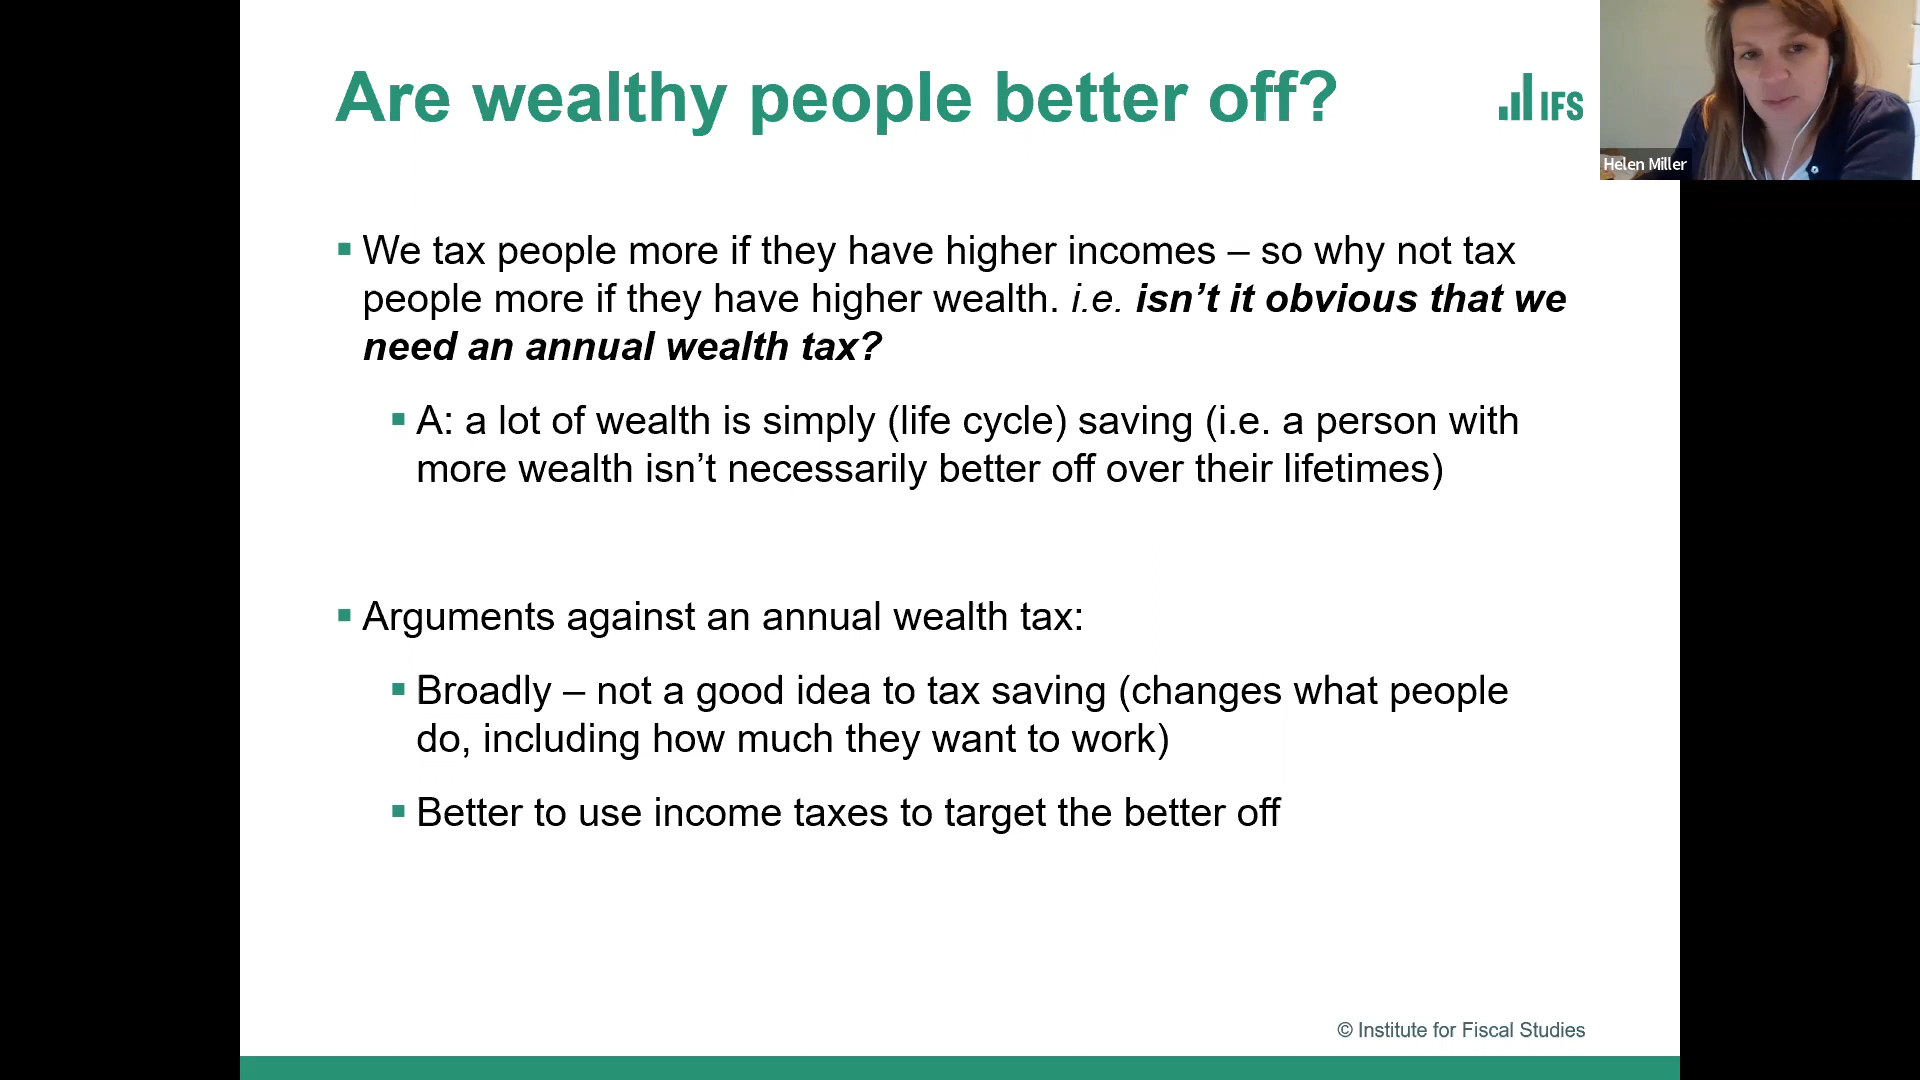 Are wealthy people better off?
IFS
Helen Miller
We tax people more if they have higher incomes – so why not tax
people more if they have higher wealth. i.e. isn’t it obvious that we
need an annual wealth tax?
A: a lot of wealth is simply (life cycle) saving (i.e. a person with
more wealth isn’t necessarily better off over their lifetimes)
Arguments against an annual wealth tax:
Broadly – not a good idea to tax saving (changes what people
do, including how much they want to work)
Better to use income taxes to target the better off
© Institute for Fiscal Studies